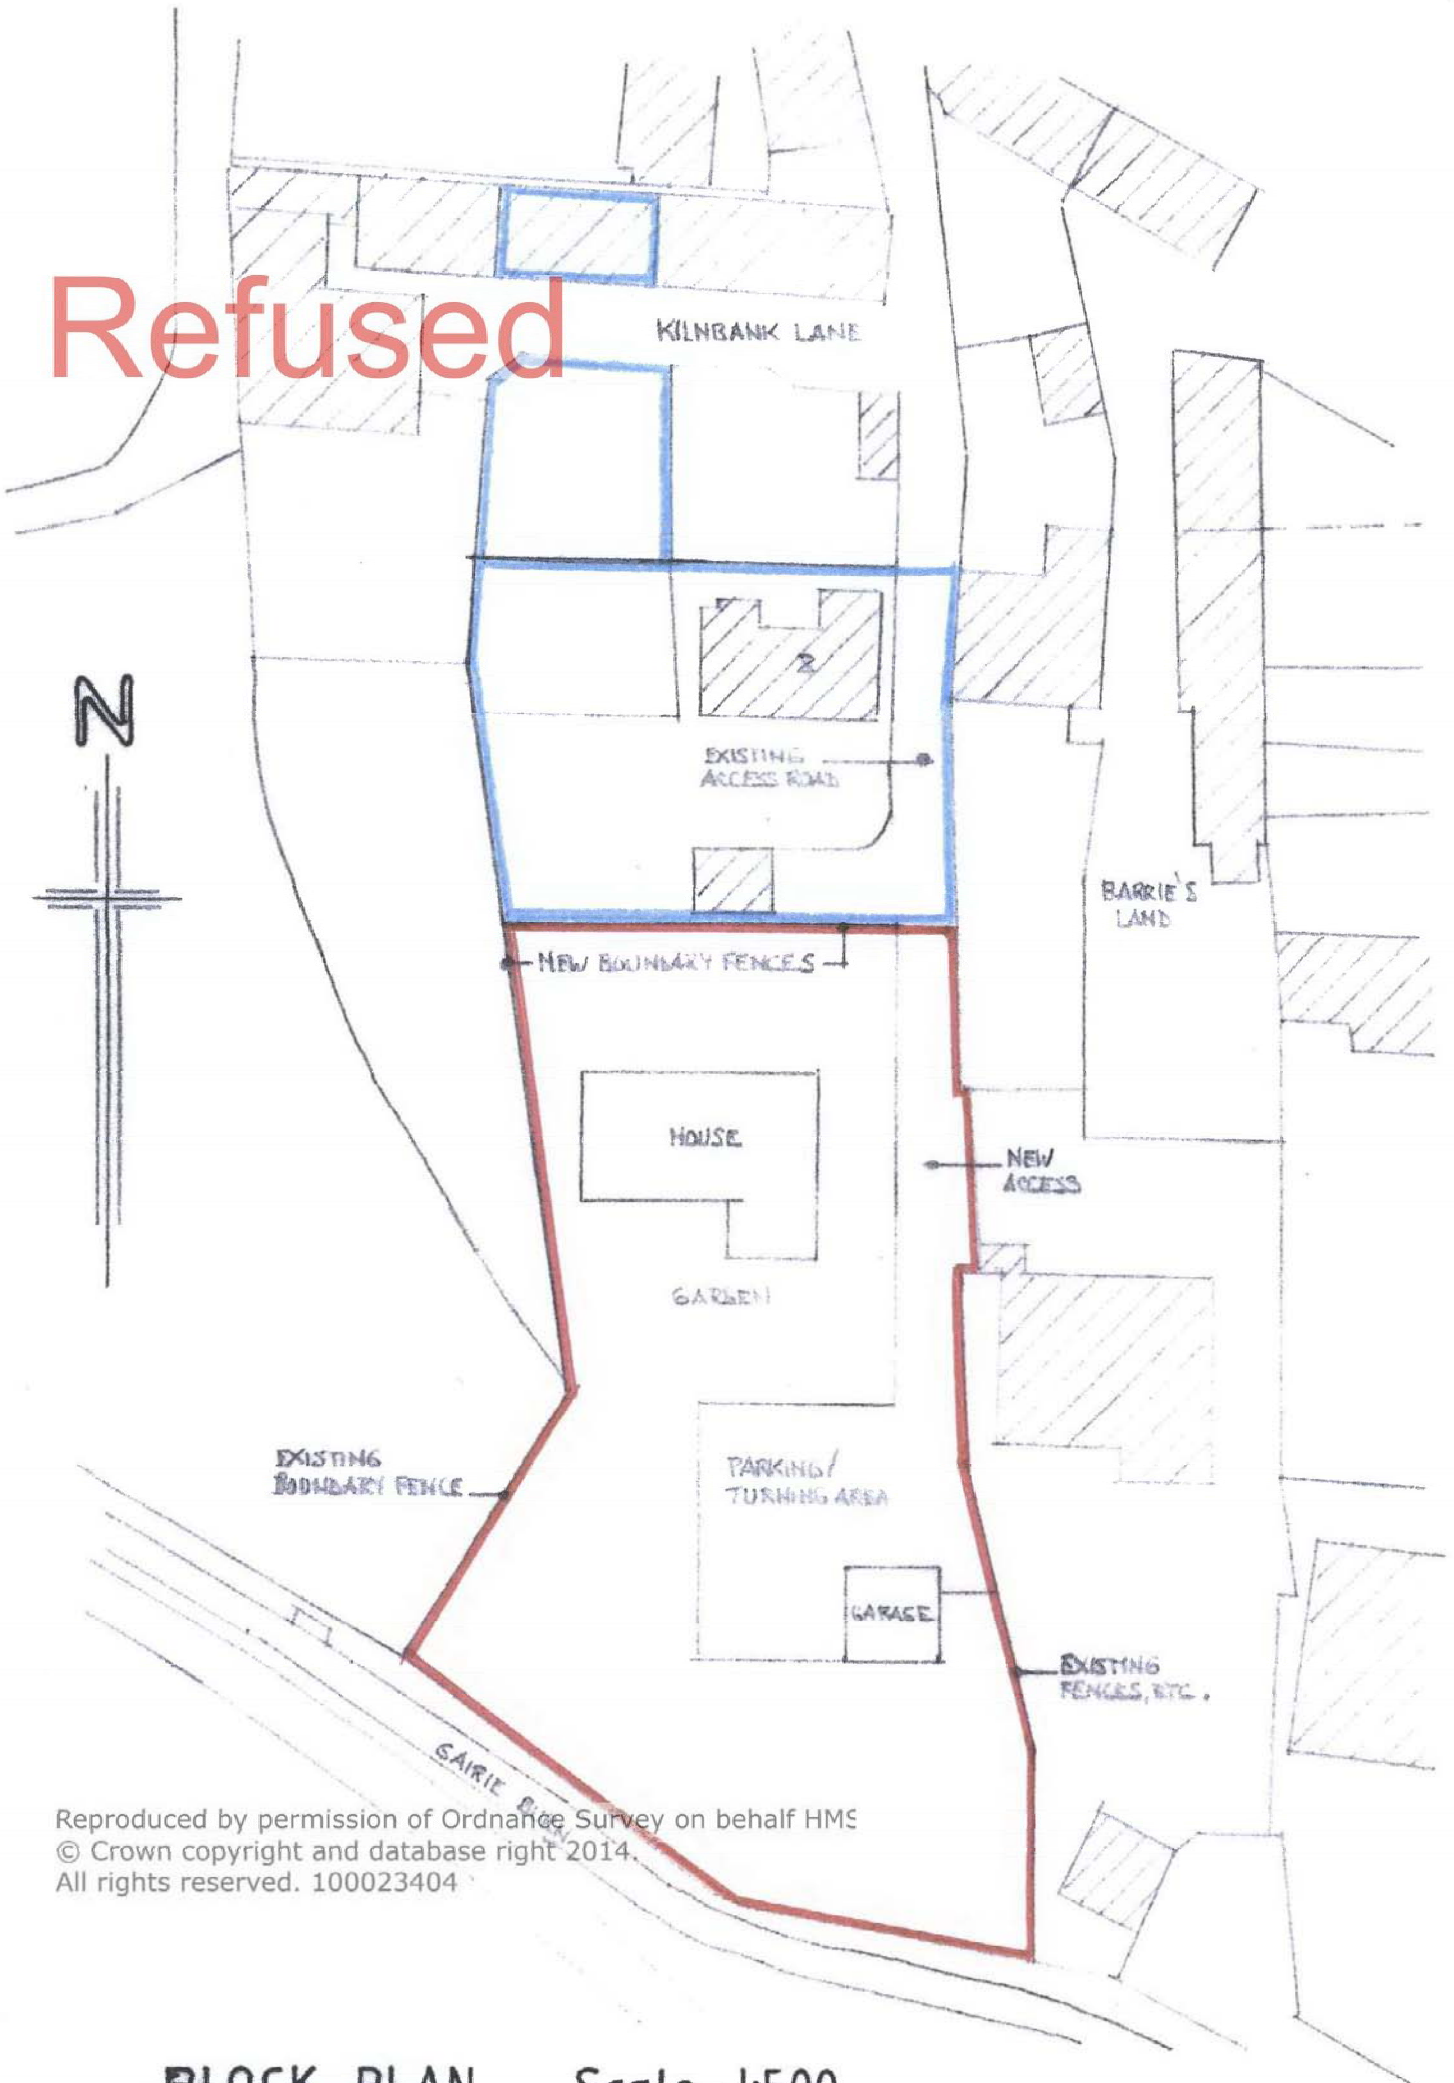 Refused
KILNBANK LANE
N
2
EXISTING
ACCESS ROAD
BARRIE'S
LAND
NEW BOUNDARY FENCES
HOUSE
NEW
ACCESS
GARDEN
EXISTING
BOUNDARY FENCE
PARKING/
TURNING AREA
GARAGE
EXISTING
FENCES, ETC.
GAIRIE BURN
Reproduced by permission of Ordnance Survey on behalf HMS
© Crown copyright and database right 2014.
All rights reserved. 100023404
BLOCK PLAN Scale 1:500